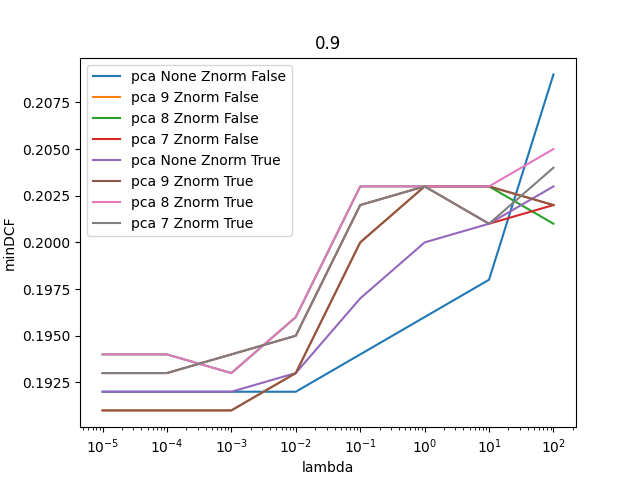 0.9
pca None Znorm False
pca 9 Znorm False
pca 8 Znorm False
pca 7 Znorm False
pca None Znorm True
pca 9 Znorm True
pca 8 Znorm True
pca 7 Znorm True
minDCF
0.2075
0.2050
0.2025
0.2000
0.1975
0.1950
0.1925
10⁻⁵ 10⁻⁴ 10⁻³ 10⁻² 10⁻¹ 10⁰ 10¹ 10²
lambda